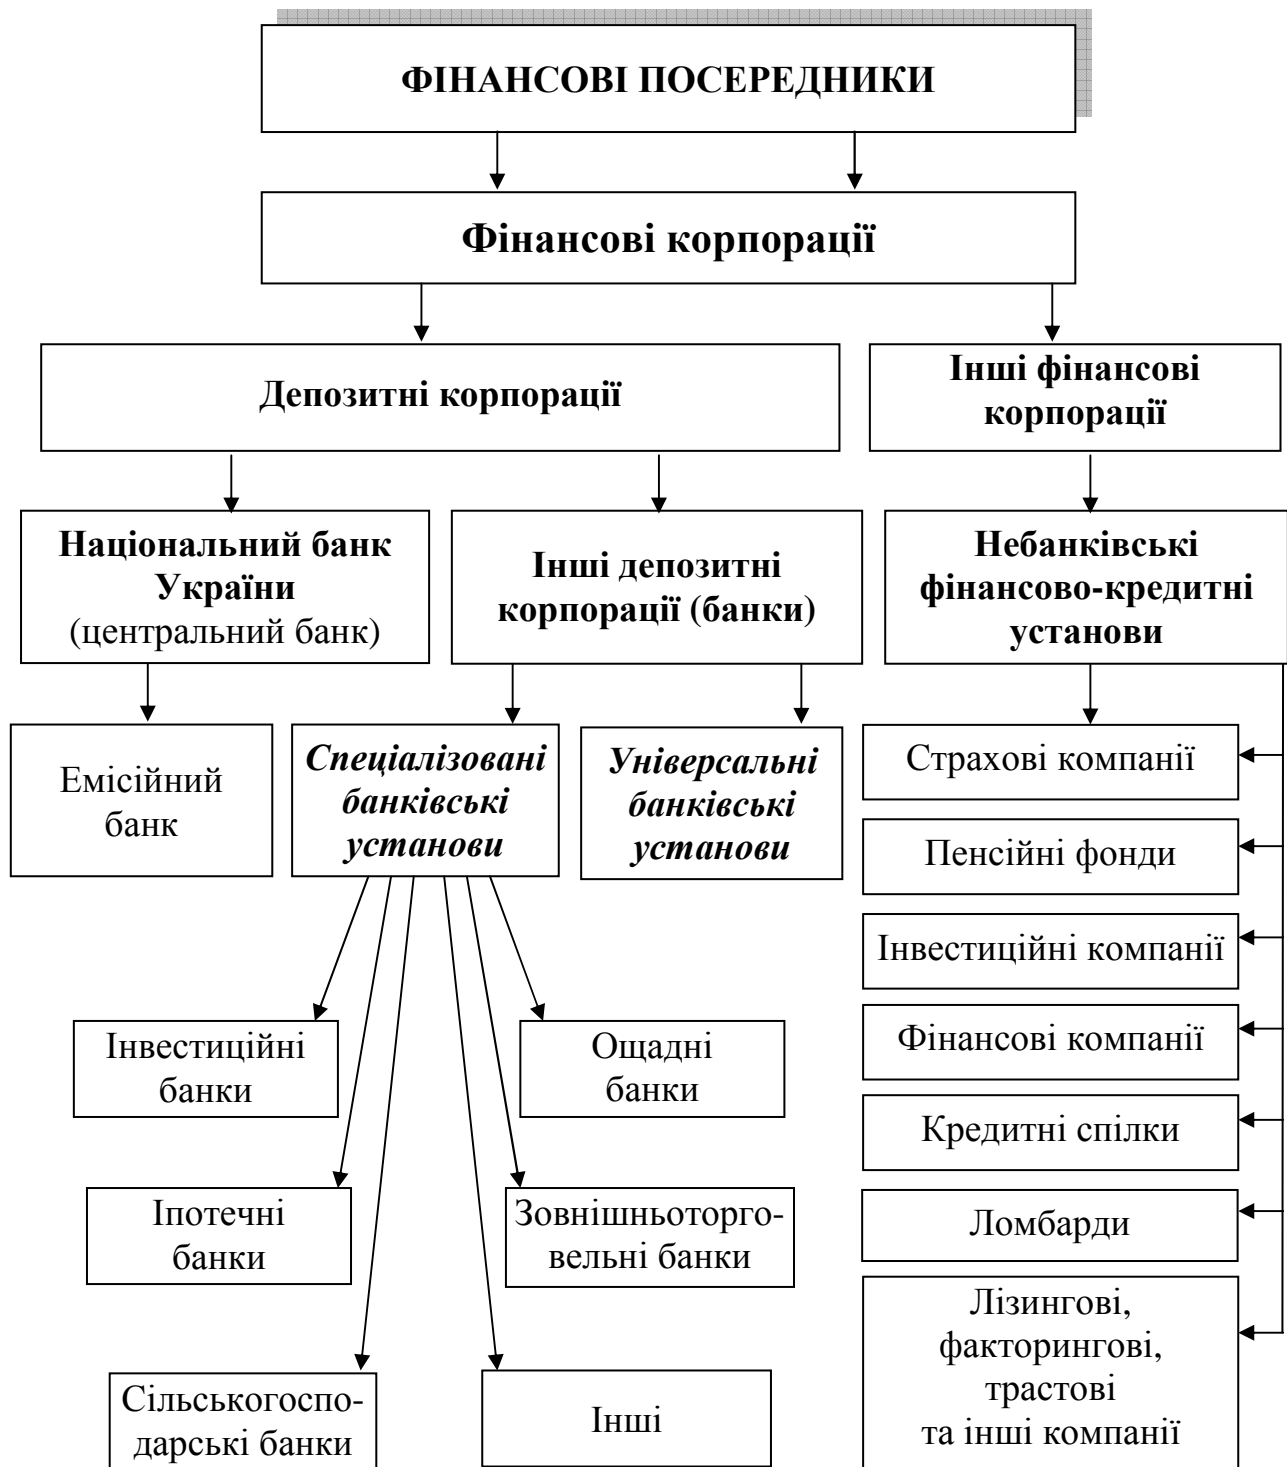 ФІНАНСОВІ ПОСЕРЕДНИКИ
Фінансові корпорації
Депозитні корпорації
Інші фінансові
корпорації
Національний банк
України
(центральний банк)
Інші депозитні
корпорації (банки)
Небанківські
фінансово-кредитні
установи
Емісійний
банк
Спеціалізовані
банківські
установи
Універсальні
банківські
установи
Страхові компанії
Пенсійні фонди
Інвестиційні компанії
Фінансові компанії
Кредитні спілки
Ломбарди
Лізингові,
факторингові,
трастові
та інші компанії
Інвестиційні
банки
Ощадні
банки
Іпотечні
банки
Зовнішньоторго-
вельні банки
Сільськогоспо-
дарські банки
Інші